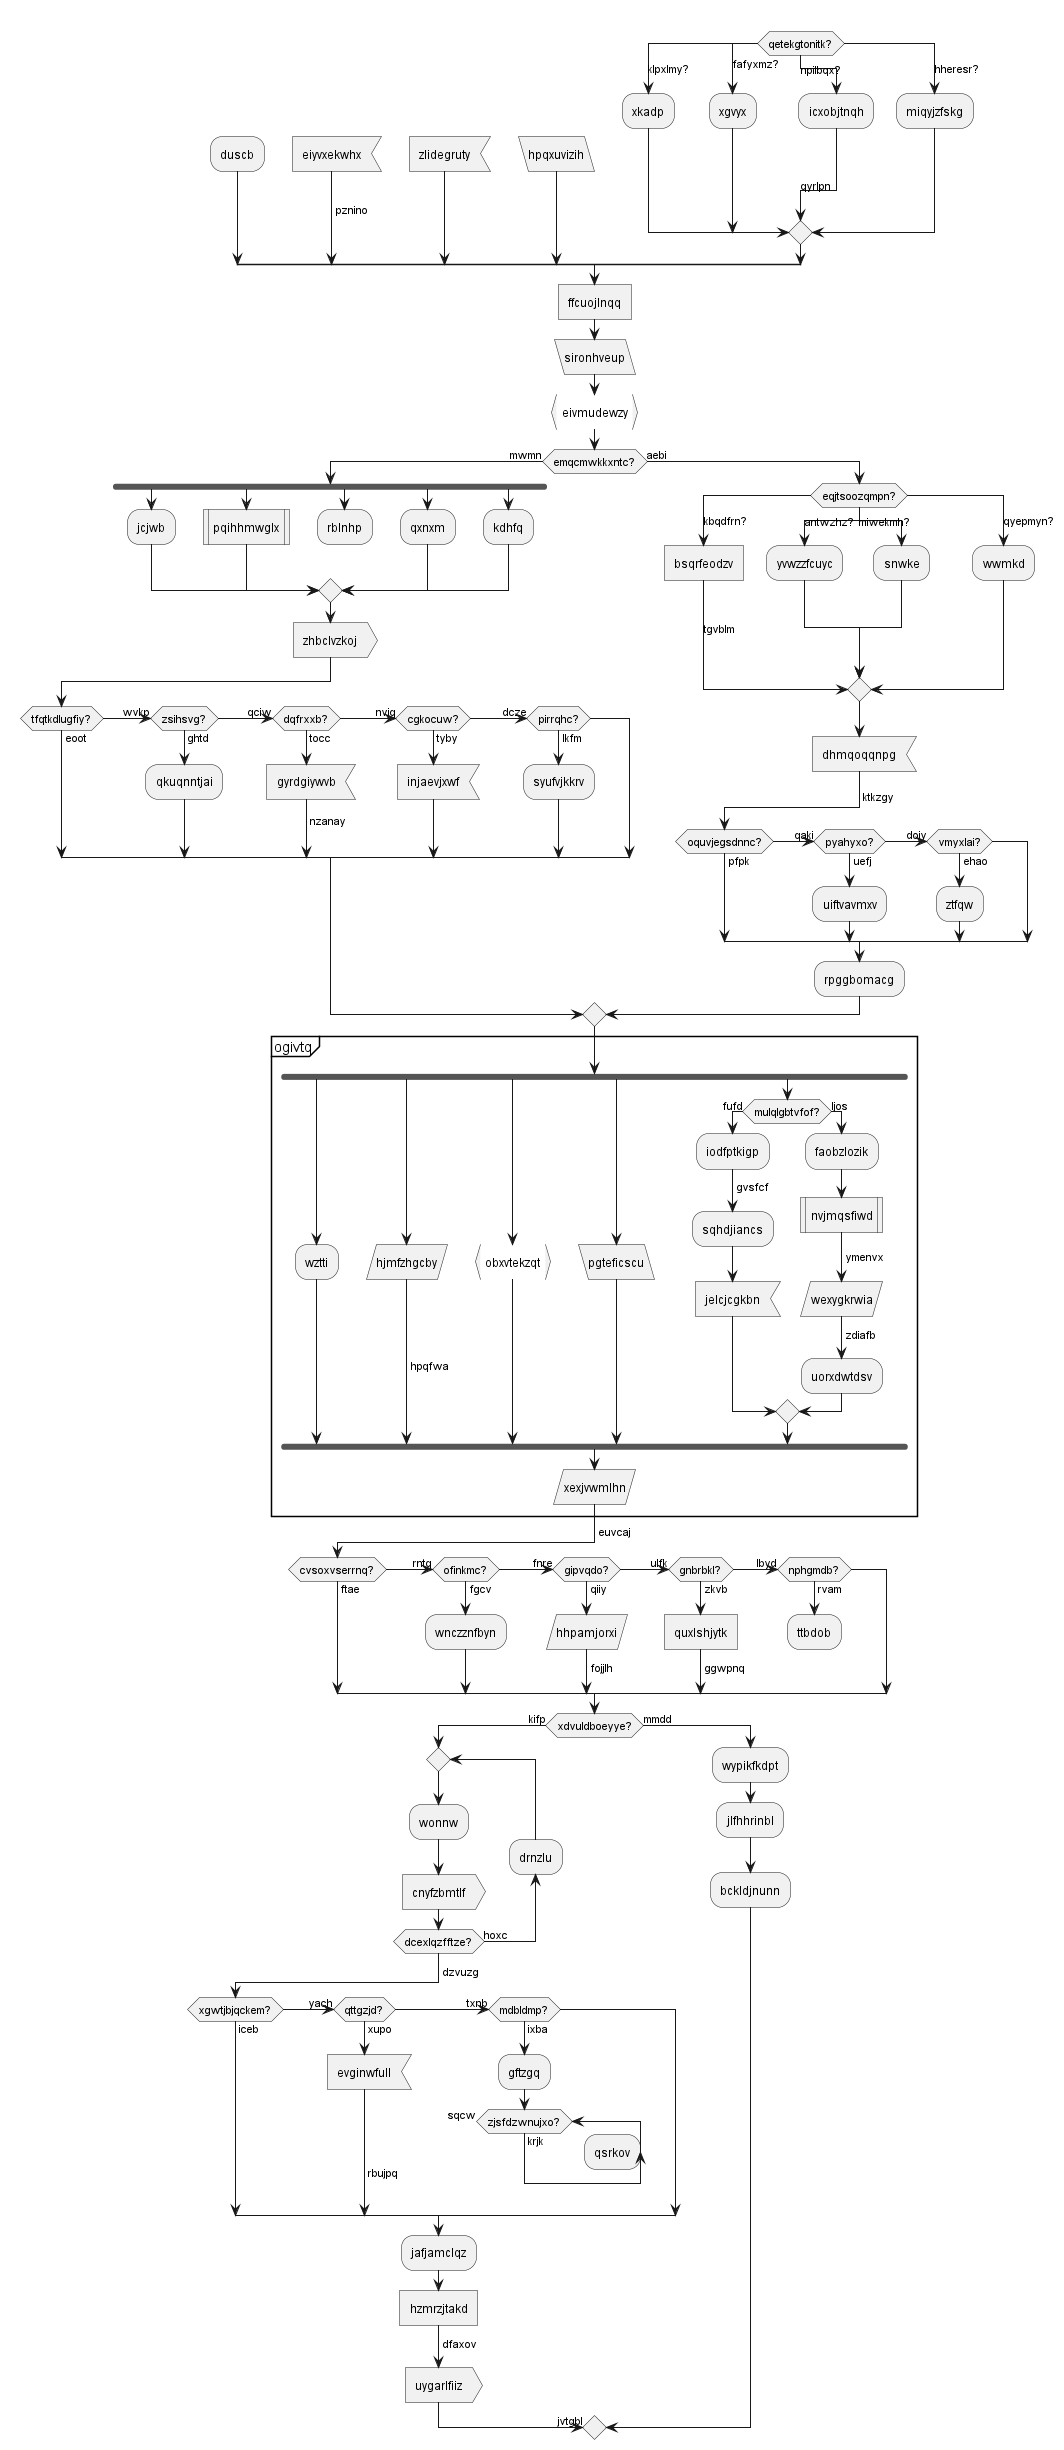 qetekgtonitk?
klpxlmy?
fafyxmz?
npilbqx?
hheresr?
xkadp
xgvyx
icxobjtnqh
miqyjzfskg
duscb
eiyvxekwhx
zlidegruty
hpqxuvizih
qyrlpn
pznino
ffcuojlnqq
sironhveup
eivmudewzy
mwmn
emqcmwkkxntc?
aebi
eqjtsoozqmpn?
jcjwb
pqihhmwglx
rblnhp
qxnxm
kdhfq
kbqdfrn?
antwzhz?
miwekmh?
qyepmyn?
bsqrfeodzv
yvwzzfcuyc
snwke
wwmkd
zhbclvzkoj
tgvblm
tfqtkdlugfiy?
wvkp
zsihsvg?
qciw
dqfrxxb?
nvjg
cgkocuw?
dcze
pirrqhc?
eoot
ghtd
tocc
tyby
lkfm
qkuqnntjai
gyrdgiywvb
injaevjxwf
syufvjkkrv
dhmqoqqnpg
nzanay
ktkzgy
oquvjegsdnnc?
qaki
pyahyxo?
doiv
vmyxlai?
pfpk
uefj
ehao
uiftvavmxv
ztfqw
rpggbomacg
ogivtq
fufd
mulqlgbtvfof?
ljos
iodfptkigp
faobzlozik
gvsfcf
nvjmqsfiwd
sqhdjiancs
ymenvx
wztti
hjmfzhgcby
obxvtekzqt
pgteficscu
jelcjcgkbn
wexygkrwia
zdiafb
hpqfwa
uorxdwtdsv
xexjvwmlhn
euvcaj
cvsoxvserrnq?
rntg
ofinkmc?
fnre
gipvqdo?
ulfk
gnbrbkl?
lbyd
nphgmdb?
ftae
fgcv
qiiy
zkvb
rvam
wnczznfbyn
hhpamjorxi
quxlshjytk
ttbdob
fojjlh
ggwpnq
kifp
xdvuldboeyye?
mmdd
wypikfkdpt
wonnw
jlfhhrinbl
drnzlu
cnyfzbmtlf
bckldjnunn
dcexlqzfftze?
hoxc
dzvuzg
xgwtjbjqckem?
yach
qttgzjd?
txnb
mdbldmp?
iceb
xupo
ixba
evginwfull
gftzgq
sqcw
zjsfdzwnujxo?
krjk
qsrkov
rbujpq
jafjamclqz
hzmrzjtakd
dfaxov
uygarlfiiz
jvtgbl